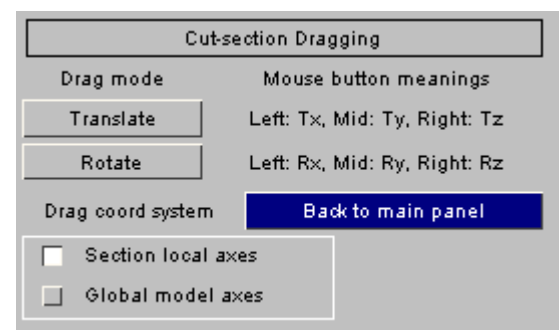 Cut-section Dragging
Drag mode Mouse button meanings
Translate Left: Tx, Mid: Ty, Right: Tz
Rotate Left: Rx, Mid: Ry, Right: Rz
Drag coord system Back to main panel
Section local axes
Global model axes